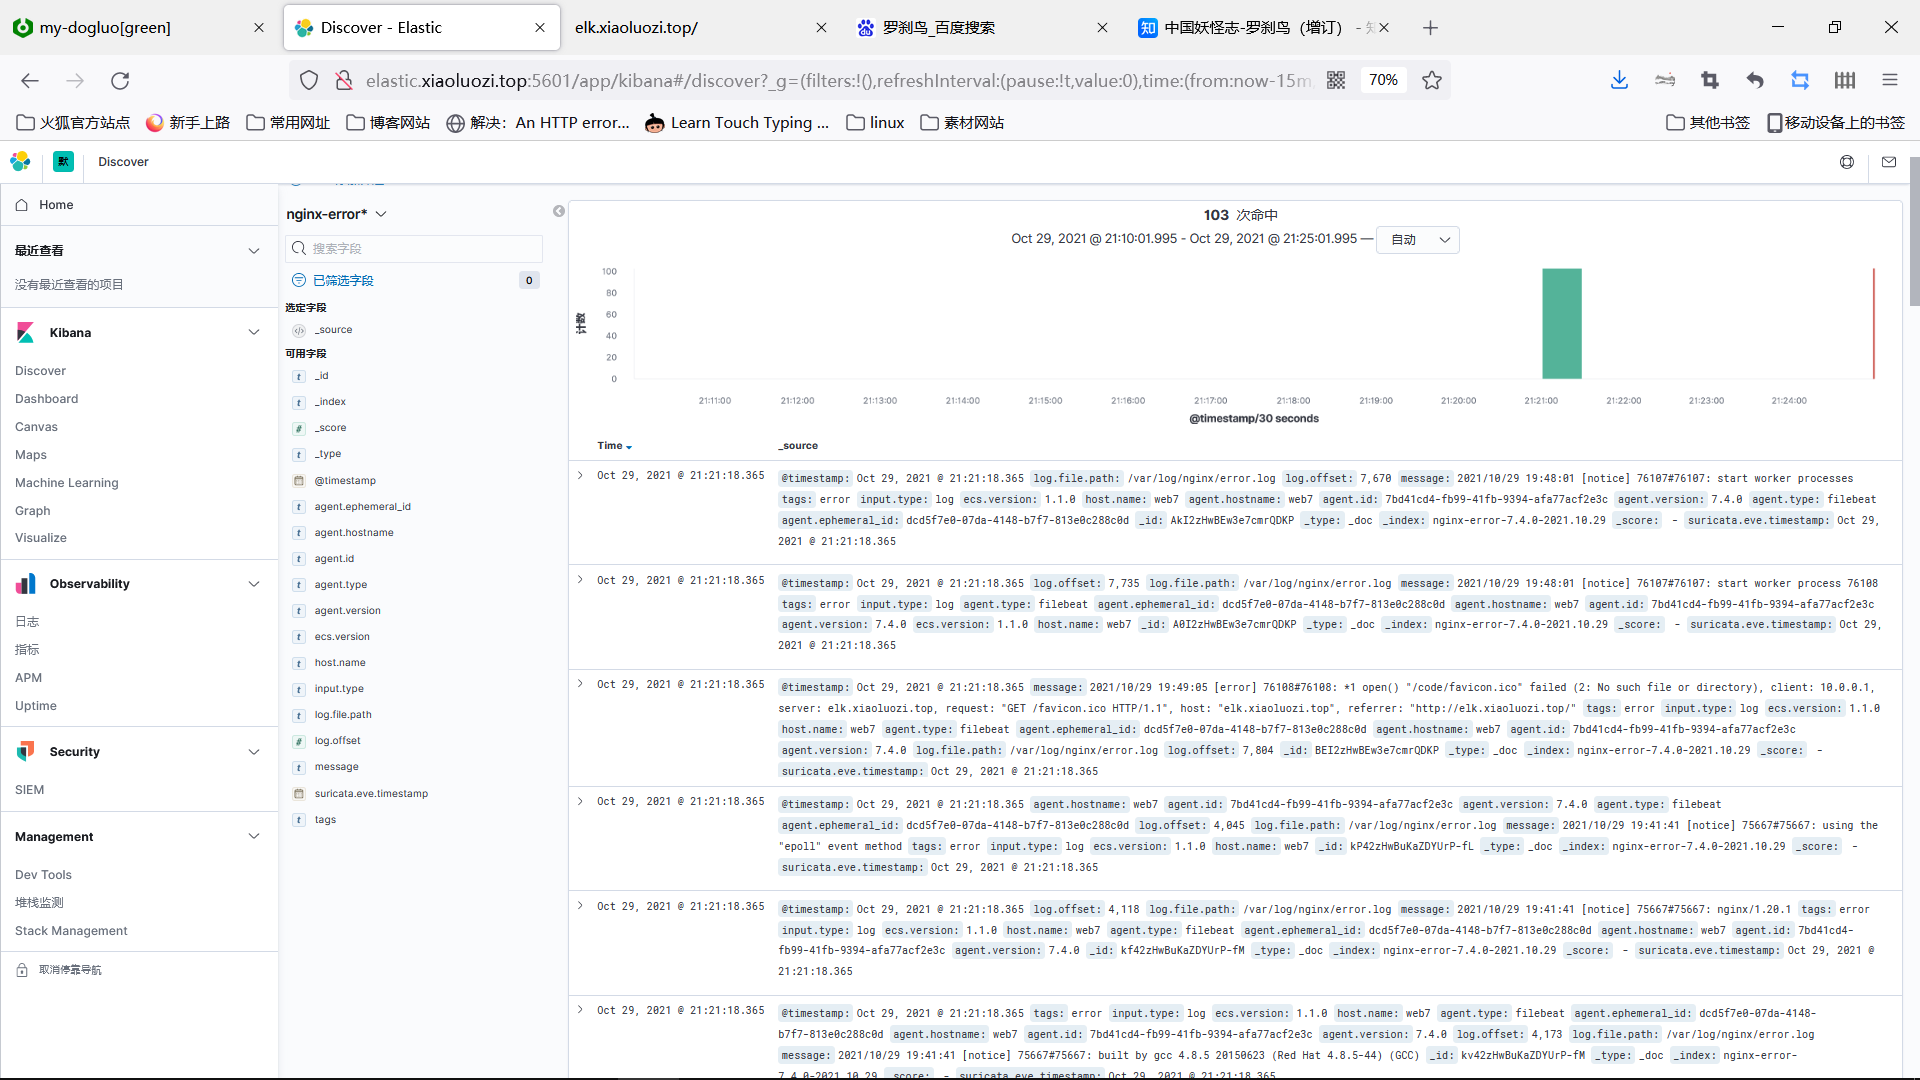 my-dogluo[green]
Discover - Elastic
elk.xiaoluozi.top/
罗刹鸟_百度搜索
知 中国妖怪志-罗刹鸟（增订） - 知
elastic.xiaoluozi.top:5601/app/kibana#/discover?_g=(filters:!(),refreshInterval:(pause:!t,value:0),time:(from:now-15m,
70%
火狐官方站点
新手上路
常用网址
博客网站
解决：An HTTP error...
Learn Touch Typing ...
linux
素材网站
其他书签
移动设备上的书签
默
Discover
Home
最近查看
没有最近查看的项目
Kibana
Discover
Dashboard
Canvas
Maps
Machine Learning
Graph
Visualize
Observability
日志
指标
APM
Uptime
Security
SIEM
Management
Dev Tools
堆栈监测
Stack Management
取消停靠导航
nginx-error*
搜索字段
已筛选字段 0
选定字段
_source
可用字段
t _id
t _index
# _score
t _type
@timestamp
t agent.ephemeral_id
t agent.hostname
t agent.id
t agent.type
t agent.version
t ecs.version
t host.name
t input.type
t log.file.path
# log.offset
t message
suricata.eve.timestamp
t tags
103 次命中
Oct 29, 2021 @ 21:10:01.995 - Oct 29, 2021 @ 21:25:01.995 — 自动
计数
100
80
60
40
20
0
21:11:00 21:12:00 21:13:00 21:14:00 21:15:00 21:16:00 21:17:00 21:18:00 21:19:00 21:20:00 21:21:00 21:22:00 21:23:00 21:24:00
@timestamp/30 seconds
Time _source
Oct 29, 2021 @ 21:21:18.365 @timestamp: Oct 29, 2021 @ 21:21:18.365 log.file.path: /var/log/nginx/error.log log.offset: 7,670 message: 2021/10/29 19:48:01 [notice] 76107#76107: start worker processes
tags: error input.type: log ecs.version: 1.1.0 host.name: web7 agent.hostname: web7 agent.id: 7bd41cd4-fb99-41fb-9394-afa77acf2e3c agent.version: 7.4.0 agent.type: filebeat
agent.ephemeral_id: dcd5f7e0-07da-4148-b7f7-813e0c288c0d _id: AkI2zHwBEw3e7cmrQDKP _type: _doc _index: nginx-error-7.4.0-2021.10.29 _score: - suricata.eve.timestamp: Oct 29,
2021 @ 21:21:18.365
Oct 29, 2021 @ 21:21:18.365 @timestamp: Oct 29, 2021 @ 21:21:18.365 log.offset: 7,735 log.file.path: /var/log/nginx/error.log message: 2021/10/29 19:48:01 [notice] 76107#76107: start worker process 76108
tags: error input.type: log agent.type: filebeat agent.ephemeral_id: dcd5f7e0-07da-4148-b7f7-813e0c288c0d agent.hostname: web7 agent.id: 7bd41cd4-fb99-41fb-9394-afa77acf2e3c
agent.version: 7.4.0 ecs.version: 1.1.0 host.name: web7 _id: A0I2zHwBEw3e7cmrQDKP _type: _doc _index: nginx-error-7.4.0-2021.10.29 _score: - suricata.eve.timestamp: Oct 29,
2021 @ 21:21:18.365
Oct 29, 2021 @ 21:21:18.365 @timestamp: Oct 29, 2021 @ 21:21:18.365 message: 2021/10/29 19:49:05 [error] 76108#76108: *1 open() "/code/favicon.ico" failed (2: No such file or directory), client: 10.0.0.1,
server: elk.xiaoluozi.top, request: "GET /favicon.ico HTTP/1.1", host: "elk.xiaoluozi.top", referrer: "http://elk.xiaoluozi.top/" tags: error input.type: log ecs.version: 1.1.0
host.name: web7 agent.type: filebeat agent.ephemeral_id: dcd5f7e0-07da-4148-b7f7-813e0c288c0d agent.hostname: web7 agent.id: 7bd41cd4-fb99-41fb-9394-afa77acf2e3c
agent.version: 7.4.0 log.file.path: /var/log/nginx/error.log log.offset: 7,804 _id: BEI2zHwBEw3e7cmrQDKP _type: _doc _index: nginx-error-7.4.0-2021.10.29 _score: -
suricata.eve.timestamp: Oct 29, 2021 @ 21:21:18.365
Oct 29, 2021 @ 21:21:18.365 @timestamp: Oct 29, 2021 @ 21:21:18.365 agent.hostname: web7 agent.id: 7bd41cd4-fb99-41fb-9394-afa77acf2e3c agent.version: 7.4.0 agent.type: filebeat
agent.ephemeral_id: dcd5f7e0-07da-4148-b7f7-813e0c288c0d log.offset: 4,045 log.file.path: /var/log/nginx/error.log message: 2021/10/29 19:41:41 [notice] 75667#75667: using the
"epoll" event method tags: error input.type: log ecs.version: 1.1.0 host.name: web7 _id: kP42zHwBuKaZDYUrP-fL _type: _doc _index: nginx-error-7.4.0-2021.10.29 _score: -
suricata.eve.timestamp: Oct 29, 2021 @ 21:21:18.365
Oct 29, 2021 @ 21:21:18.365 @timestamp: Oct 29, 2021 @ 21:21:18.365 log.offset: 4,118 log.file.path: /var/log/nginx/error.log message: 2021/10/29 19:41:41 [notice] 75667#75667: nginx/1.20.1 tags: error
input.type: log ecs.version: 1.1.0 host.name: web7 agent.type: filebeat agent.ephemeral_id: dcd5f7e0-07da-4148-b7f7-813e0c288c0d agent.hostname: web7 agent.id: 7bd41cd4-
fb99-41fb-9394-afa77acf2e3c agent.version: 7.4.0 _id: kf42zHwBuKaZDYUrP-fM _type: _doc _index: nginx-error-7.4.0-2021.10.29 _score: - suricata.eve.timestamp: Oct 29, 2021 @
21:21:18.365
Oct 29, 2021 @ 21:21:18.365 @timestamp: Oct 29, 2021 @ 21:21:18.365 tags: error input.type: log ecs.version: 1.1.0 host.name: web7 agent.type: filebeat agent.ephemeral_id: dcd5f7e0-07da-4148-
b7f7-813e0c288c0d agent.hostname: web7 agent.id: 7bd41cd4-fb99-41fb-9394-afa77acf2e3c agent.version: 7.4.0 log.offset: 4,173 log.file.path: /var/log/nginx/error.log
message: 2021/10/29 19:41:41 [notice] 75667#75667: built by gcc 4.8.5 20150623 (Red Hat 4.8.5-44) (GCC) _id: kv42zHwBuKaZDYUrP-fM _type: _doc _index: nginx-error-
7.4.0-2021.10.29 _score: - suricata.eve.timestamp: Oct 29, 2021 @ 21:21:18.365